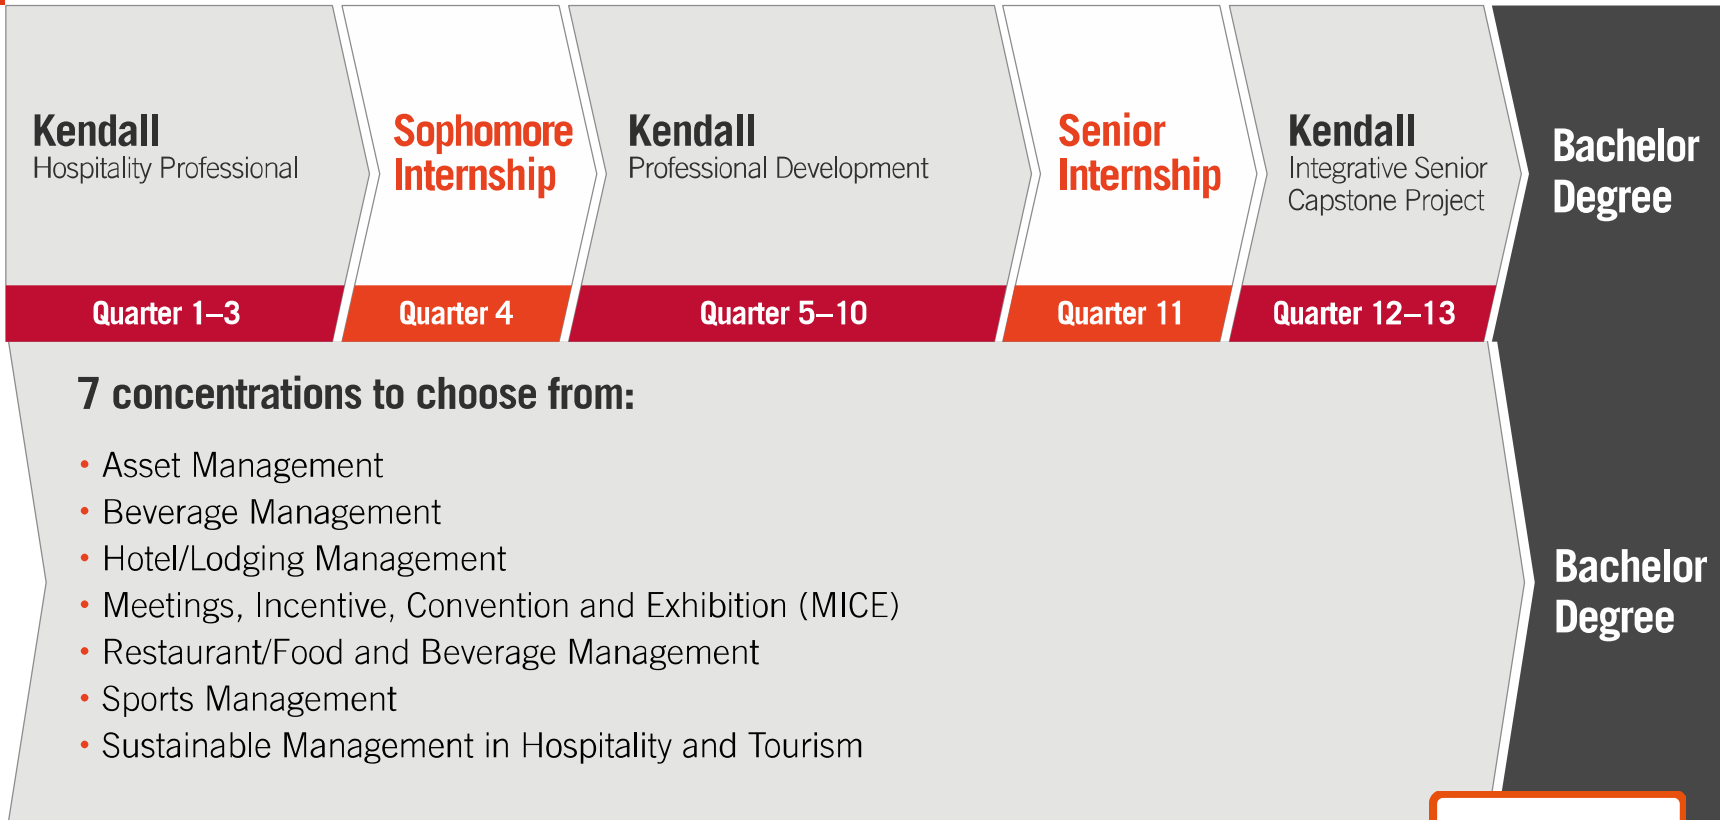 Kendall
Hospitality Professional
Sophomore
Internship
Kendall
Professional Development
Senior
Internship
Kendall
Integrative Senior
Capstone Project
Bachelor
Degree
Quarter 1–3
Quarter 4
Quarter 5–10
Quarter 11
Quarter 12–13
7 concentrations to choose from:
• Asset Management
• Beverage Management
• Hotel/Lodging Management
• Meetings, Incentive, Convention and Exhibition (MICE)
• Restaurant/Food and Beverage Management
• Sports Management
• Sustainable Management in Hospitality and Tourism
Bachelor
Degree